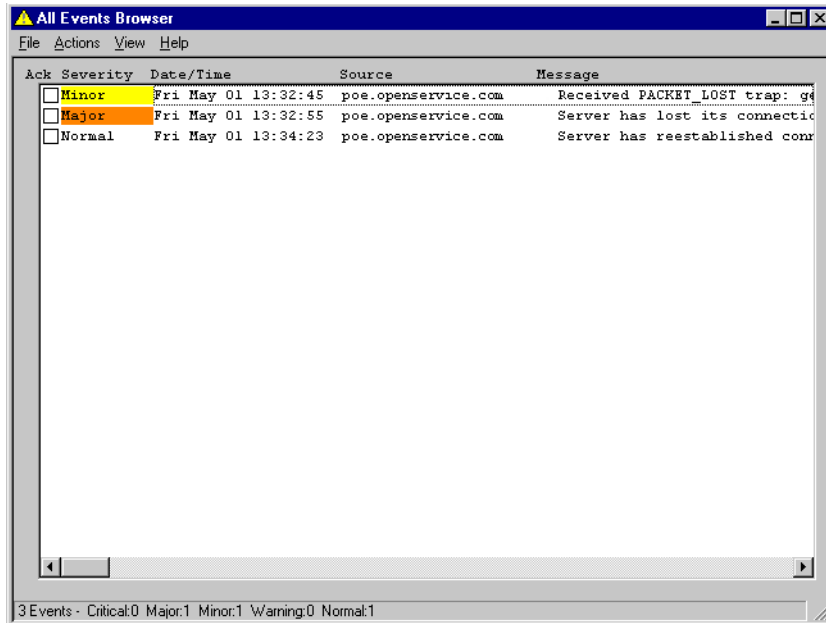 All Events Browser
File Actions View Help
Ack Severity Date/Time Source Message
Minor Fri May 01 13:32:45 poe.openservice.com Received PACKET_LOST trap: ge
Major Fri May 01 13:32:55 poe.openservice.com Server has lost its connectio
Normal Fri May 01 13:34:23 poe.openservice.com Server has reestablished conn
3 Events - Critical:0 Major:1 Minor:1 Warning:0 Normal:1